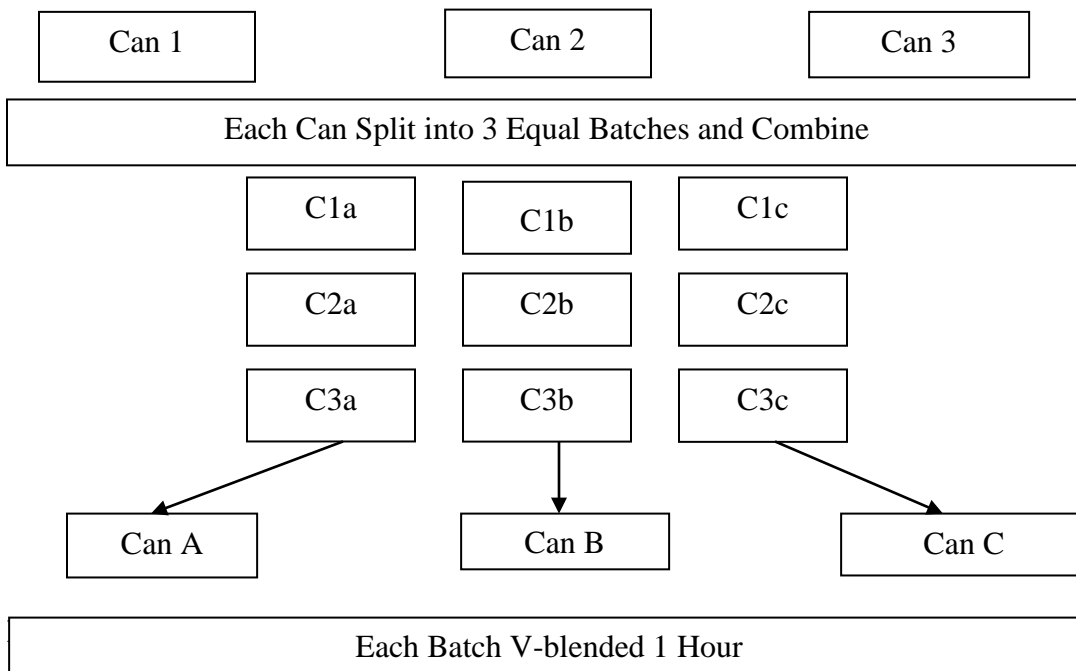 Can 1
Can 2
Can 3
Each Can Split into 3 Equal Batches and Combine
C1a
C1b
C1c
C2a
C2b
C2c
C3a
C3b
C3c
Can A
Can B
Can C
Each Batch V-blended 1 Hour